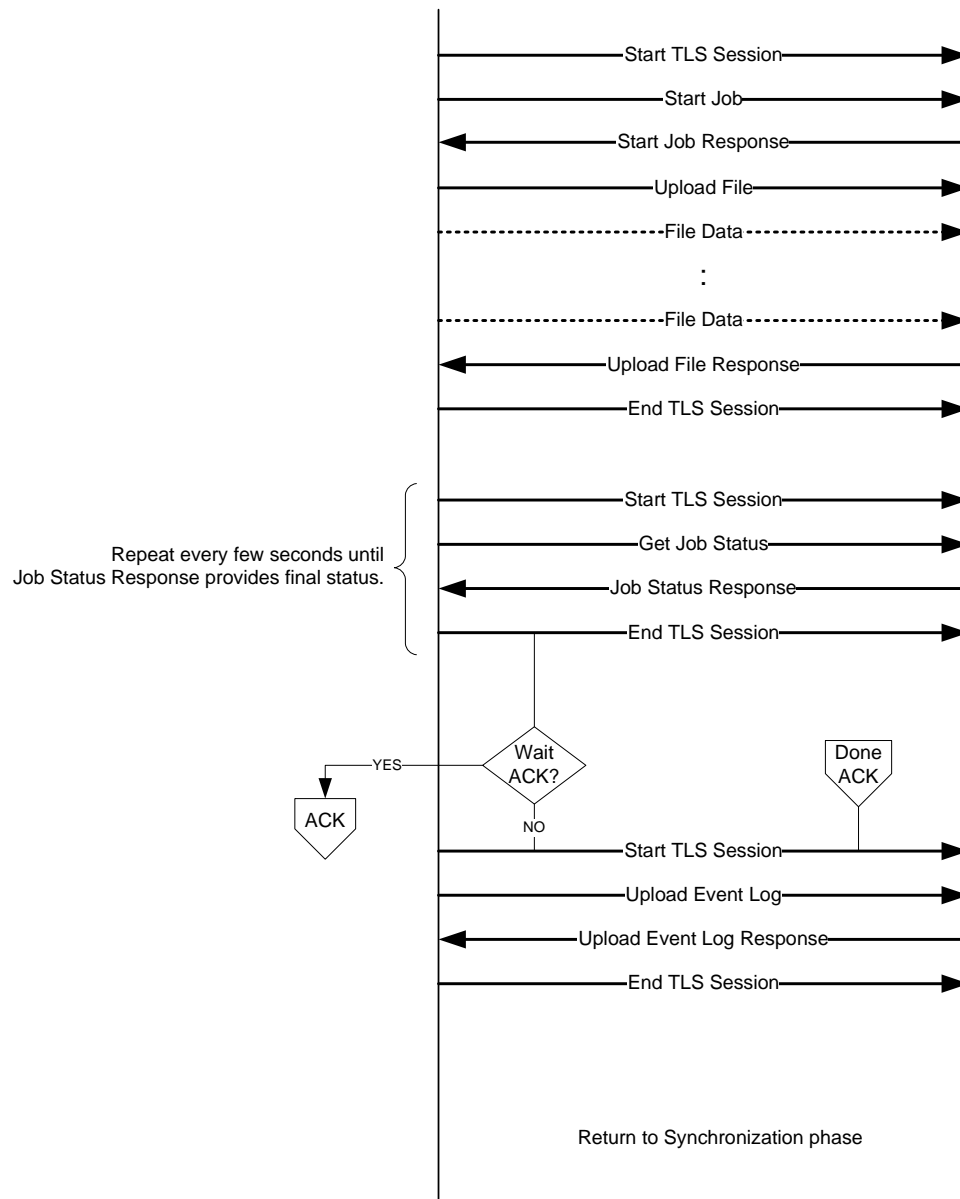 Start TLS Session
Start Job
Start Job Response
Upload File
File Data
:
File Data
Upload File Response
End TLS Session
Start TLS Session
Get Job Status
Repeat every few seconds until
Job Status Response provides final status.
Job Status Response
End TLS Session
Wait
ACK?
Done
ACK
YES
ACK
NO
Start TLS Session
Upload Event Log
Upload Event Log Response
End TLS Session
Return to Synchronization phase